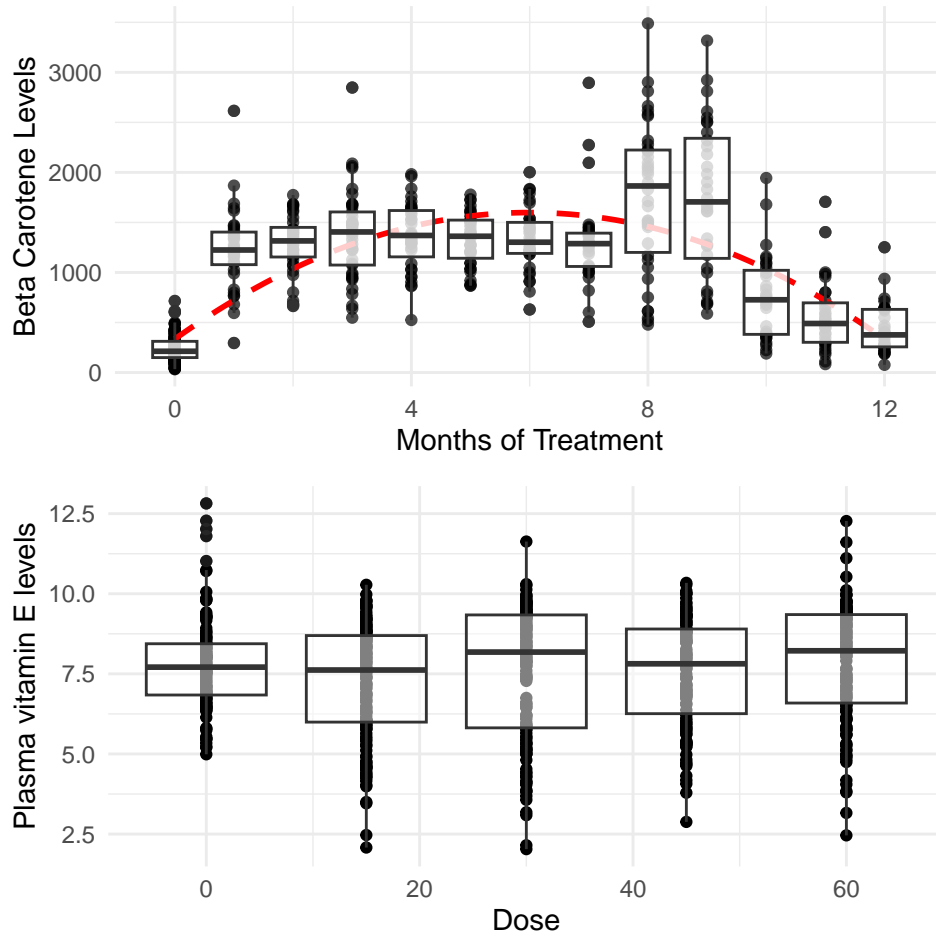 Beta Carotene Levels
3000
2000
1000
0
0 4 8 12
Months of Treatment
Plasma vitamin E levels
12.5
10.0
7.5
5.0
2.5
0 20 40 60
Dose